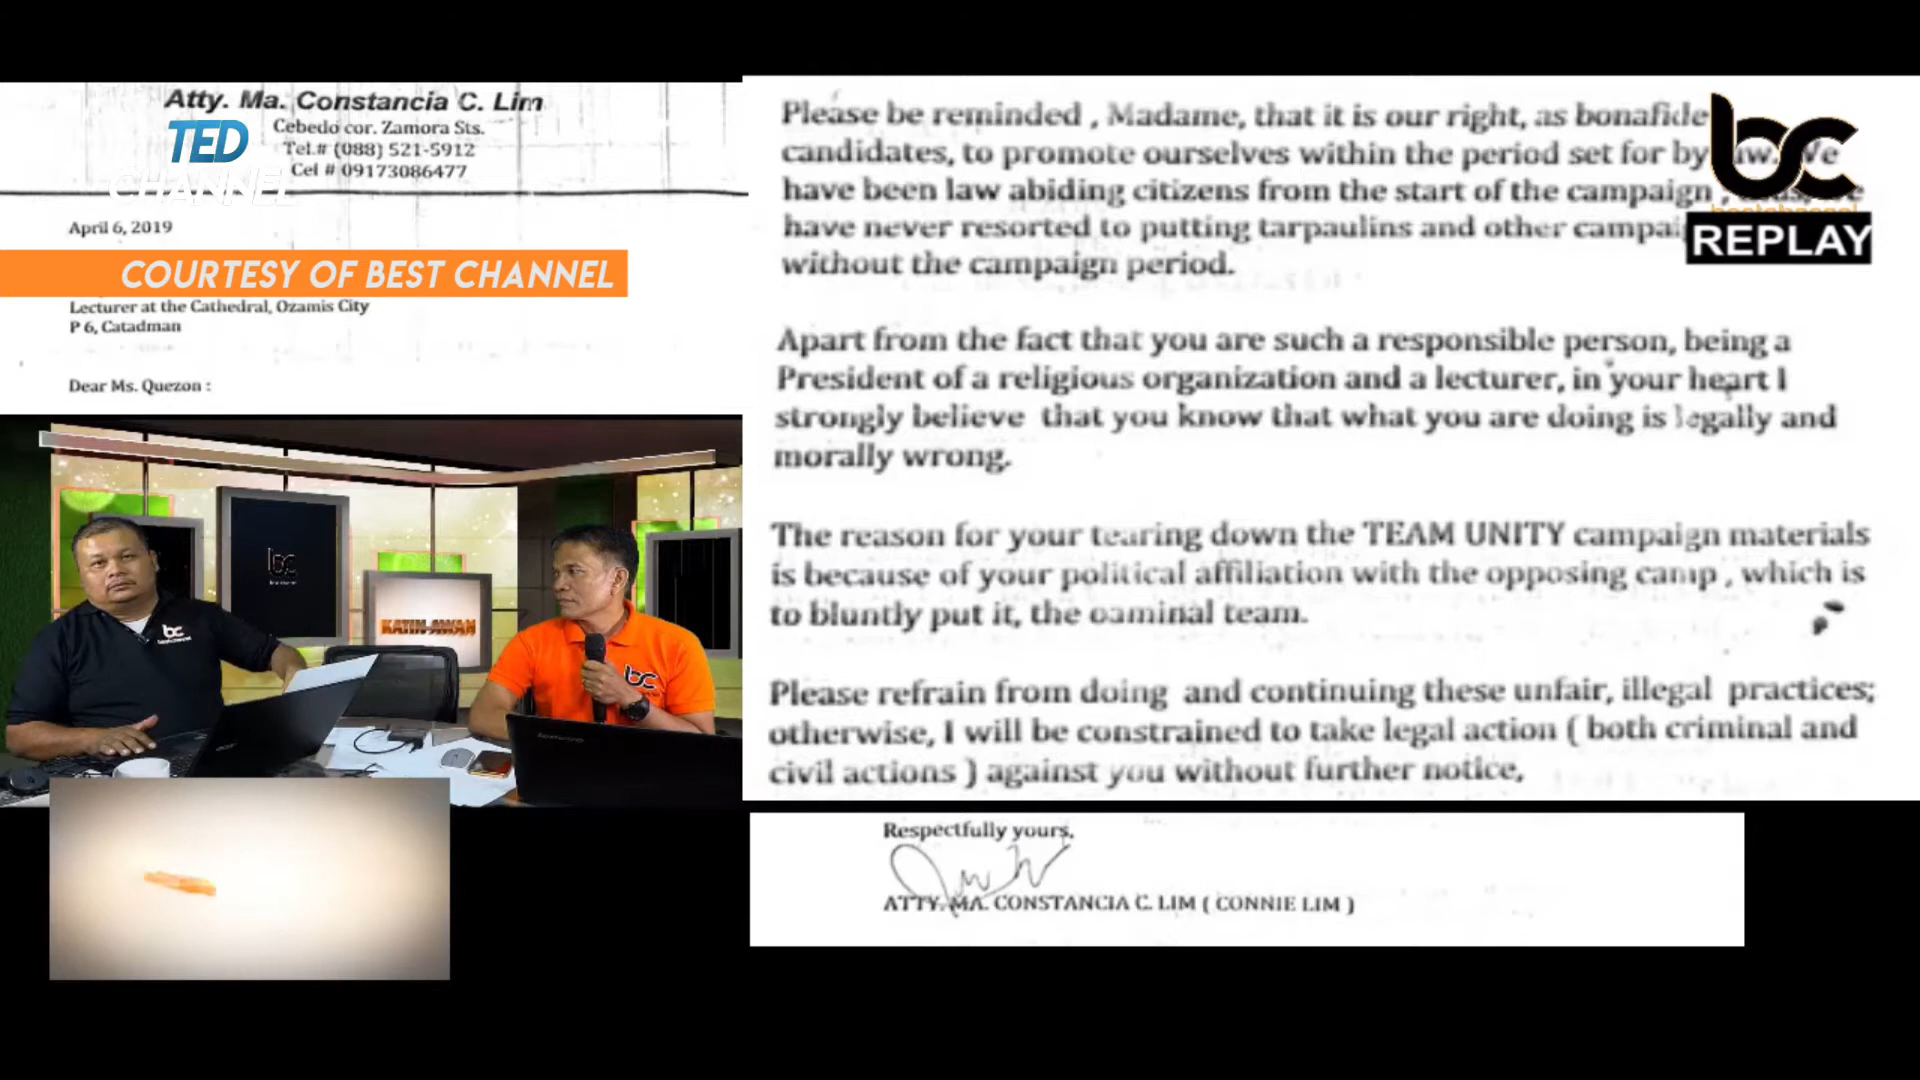 Atty. Ma. Constancia C. Lim
Cebedo cor. Zamora Sts.
Tel.# (088) 521-5912
Cel # 09173086477
TED
CHANNEL
April 6, 2019
COURTESY OF BEST CHANNEL
Lecturer at the Cathedral, Ozamis City
P 6, Catadman
Dear Ms. Quezon :
bc
bc
KATIN-AWAN
bc
Please be reminded , Madame, that it is our right, as bonafide
candidates, to promote ourselves within the period set for by We
have been law abiding citizens from the start of the campaign ,
have never resorted to putting tarpaulins and other campai
without the campaign period.
bc
REPLAY
Apart from the fact that you are such a responsible person, being a
President of a religious organization and a lecturer, in your heart I
strongly believe that you know that what you are doing is legally and
morally wrong.
The reason for your tearing down the TEAM UNITY campaign materials
is because of your political affiliation with the opposing camp , which is
to bluntly put it, the team.
Please refrain from doing and continuing these unfair, illegal practices;
otherwise, I will be constrained to take legal action ( both criminal and
civil actions ) against you without further notice,
Respectfully yours,
ATTY. MA. CONSTANCIA C. LIM ( CONNIE LIM )